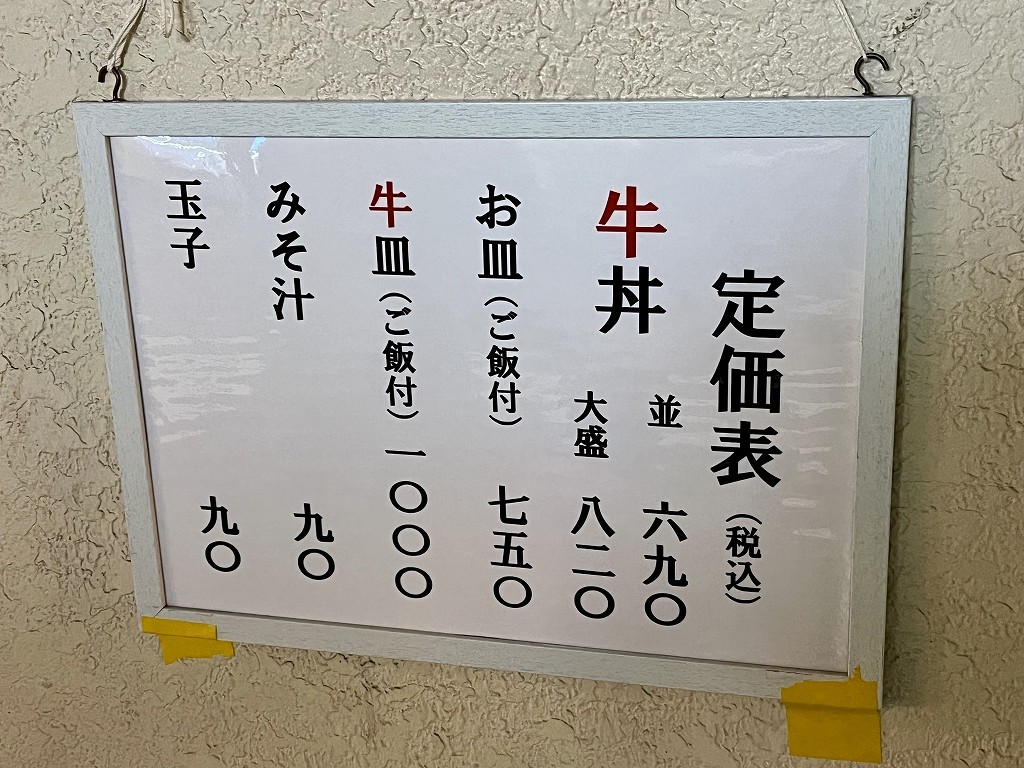 定価表（税込）
牛丼
並 六九〇
大盛 八二〇
お皿（ご飯付） 七五〇
牛皿（ご飯付） 一〇〇〇
みそ汁 九〇
玉子 九〇